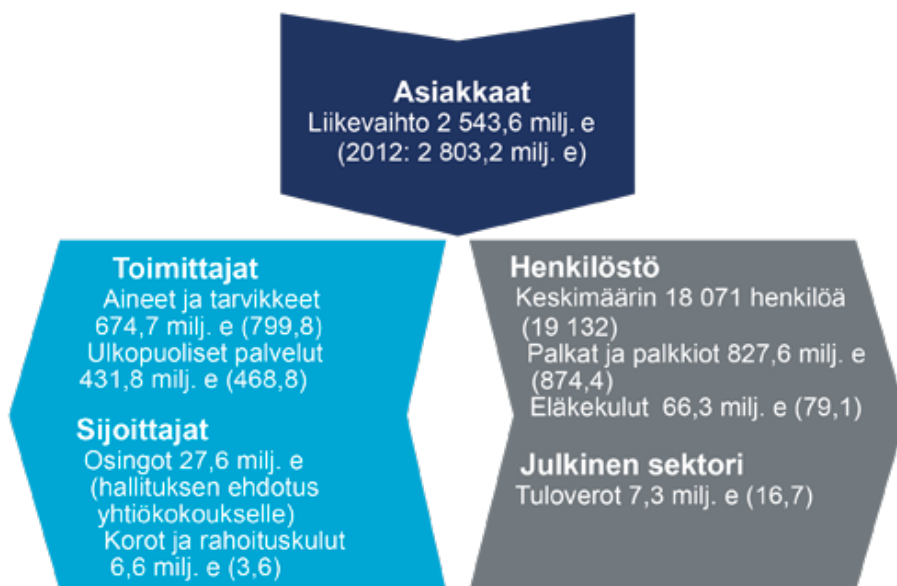 Asiakkaat
Liikevaihto 2 543,6 milj. e
(2012: 2 803,2 milj. e)
Toimittajat
Aineet ja tarvikkeet
674,7 milj. e (799,8)
Ulkopuoliset palvelut
431,8 milj. e (468,8)
Sijoittajat
Osingot 27,6 milj. e
(hallituksen ehdotus
yhtiökokoukselle)
Korot ja rahoituskulut
6,6 milj. e (3,6)
Henkilöstö
Keskimäärin 18 071 henkilöä
(19 132)
Palkat ja palkkiot 827,6 milj. e
(874,4)
Eläkekulut 66,3 milj. e (79,1)
Julkinen sektori
Tuloverot 7,3 milj. e (16,7)